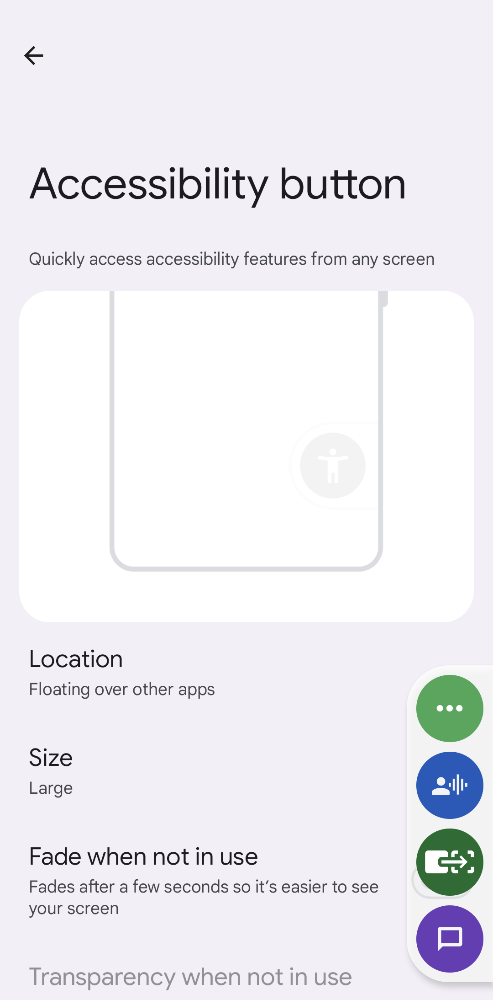 Accessibility button
Quickly access accessibility features from any screen
Location
Floating over other apps
Size
Large
Fade when not in use
Fades after a few seconds so it’s easier to see
your screen
Transparency when not in use